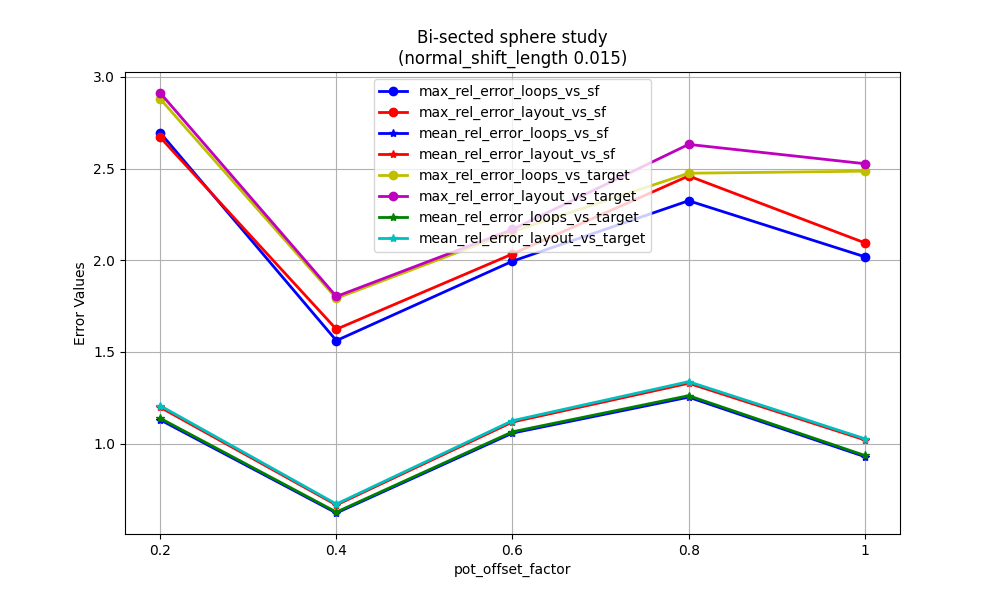 Bi-sected sphere study
(normal_shift_length 0.015)
max_rel_error_loops_vs_sf
max_rel_error_layout_vs_sf
mean_rel_error_loops_vs_sf
mean_rel_error_layout_vs_sf
max_rel_error_loops_vs_target
max_rel_error_layout_vs_target
mean_rel_error_loops_vs_target
mean_rel_error_layout_vs_target
Error Values
3.0
2.5
2.0
1.5
1.0
0.2 0.4 0.6 0.8 1
pot_offset_factor